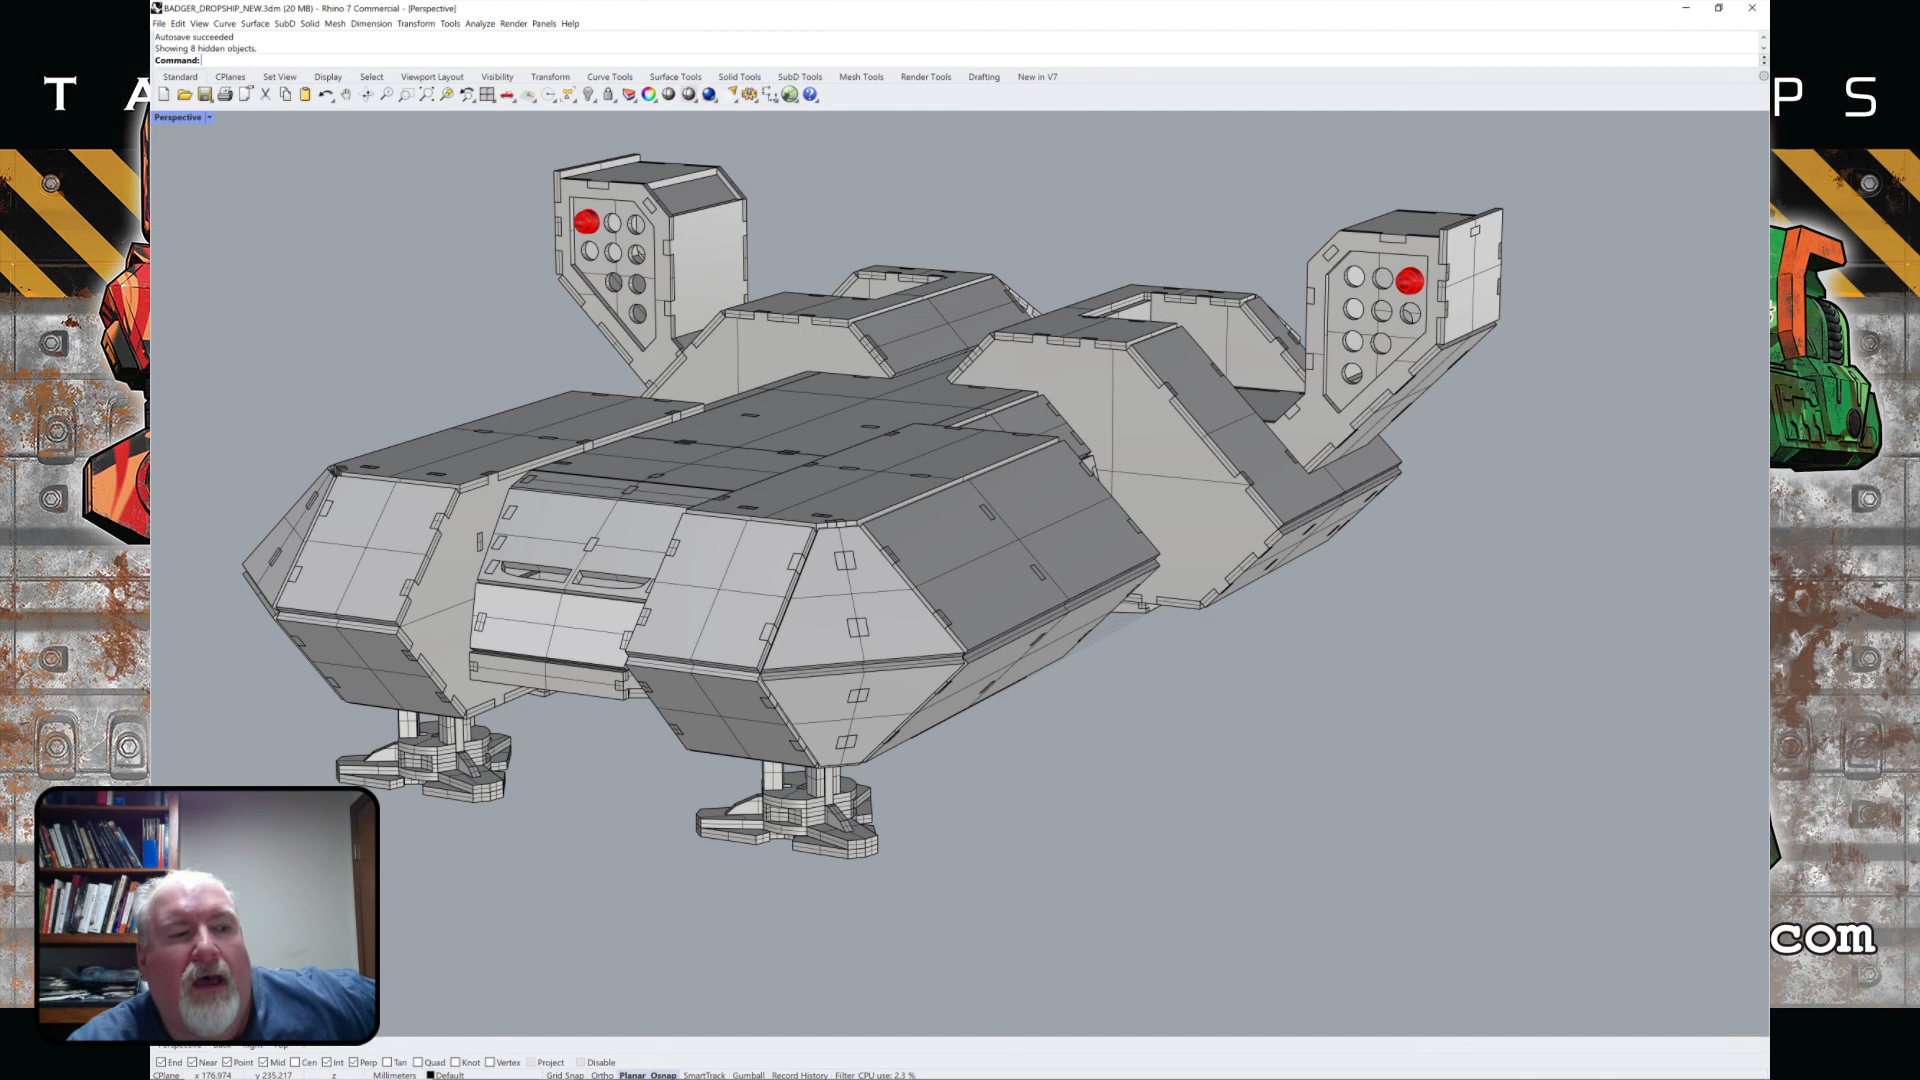 BADGER_DROPSHIP_NEW.3dm (20 MB) - Rhino 7 Commercial - [Perspective]
File Edit View Curve Surface SubD Solid Mesh Dimension Transform Tools Analyze Render Panels Help
Autosave succeeded
Showing 8 hidden objects.
Command:
Standard CPlanes Set View Display Select Viewport Layout Visibility Transform Curve Tools Surface Tools Solid Tools SubD Tools Mesh Tools Render Tools Drafting New in V7
T A
P S
Perspective
com
End Near Point Mid Cen Int Perp Tan Quad Knot Vertex Project Disable
CPlane x 176.974 y 235.217 z Millimeters Default Grid Snap Ortho Planar Osnap SmartTrack Gumball Record History Filter CPU use: 2.3 %